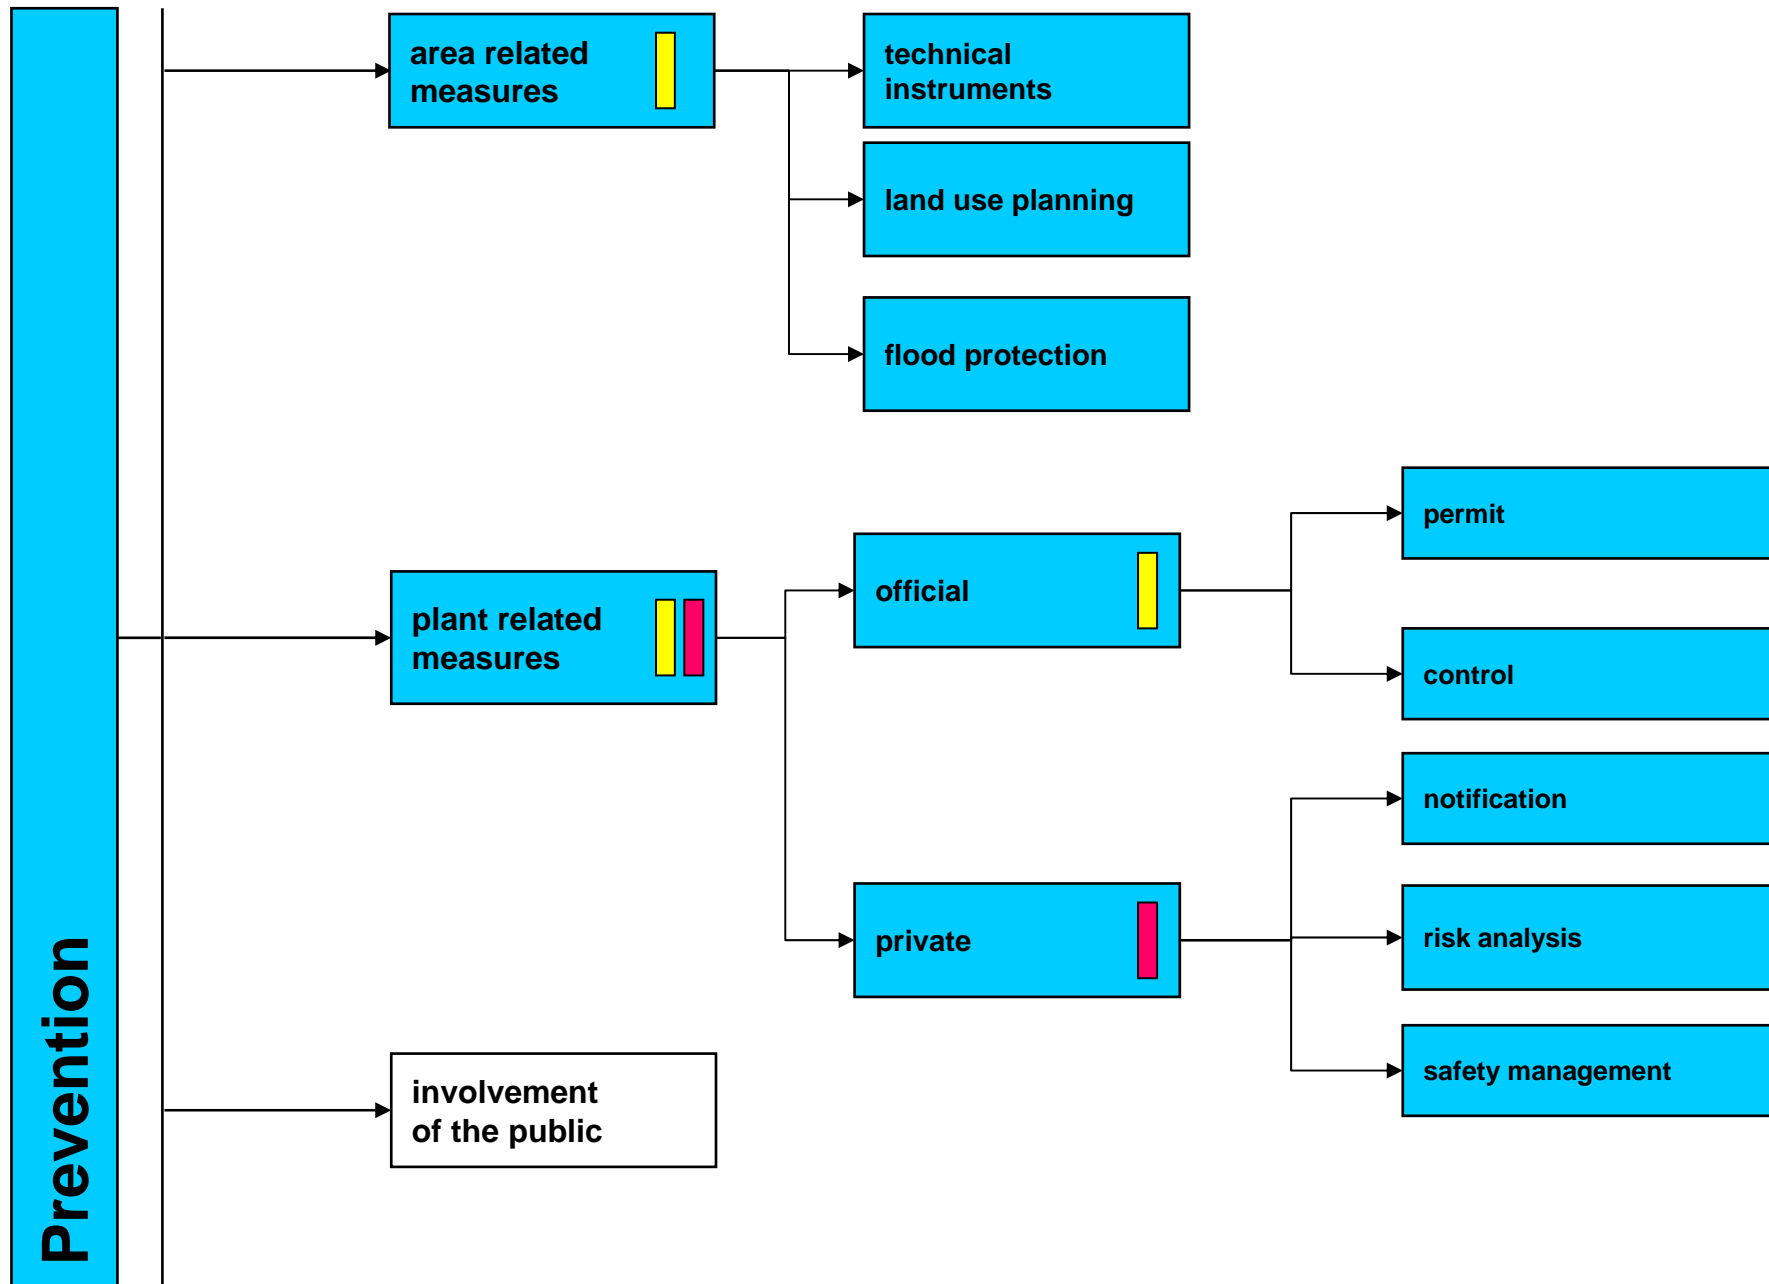 Prevention
area related
measures
technical
instruments
land use planning
flood protection
plant related
measures
official
permit
control
private
notification
risk analysis
safety management
involvement
of the public